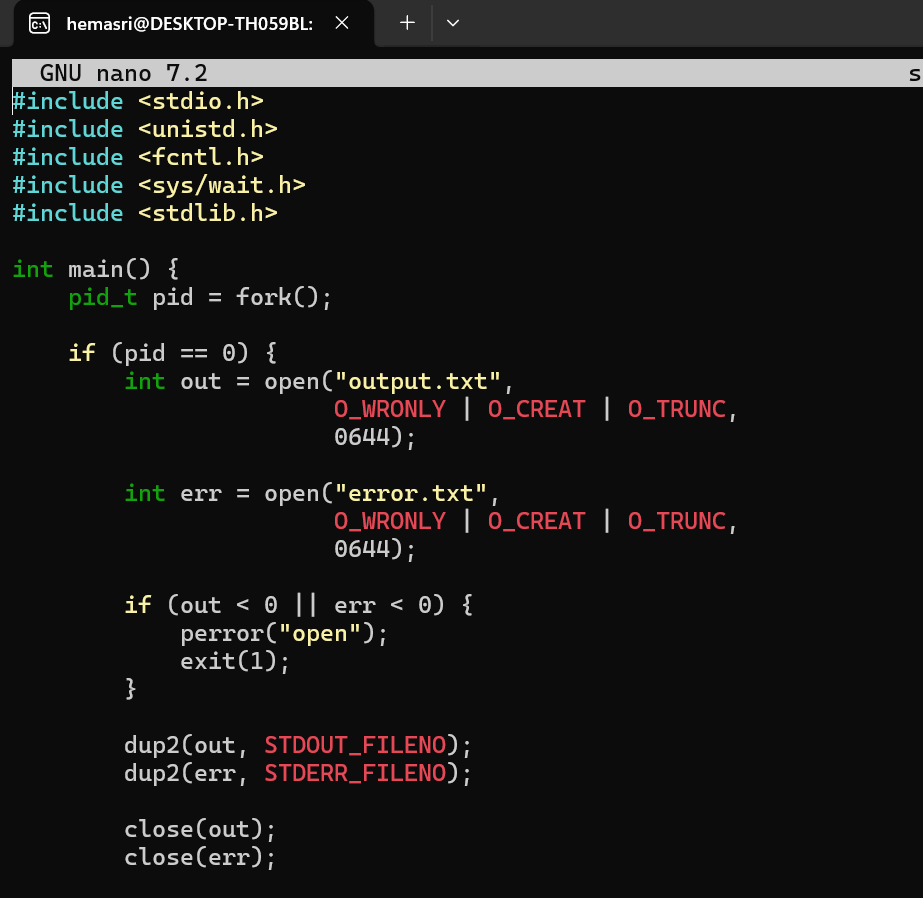 hemasri@DESKTOP-TH059BL:
GNU nano 7.2 s
#include <stdio.h>
#include <unistd.h>
#include <fcntl.h>
#include <sys/wait.h>
#include <stdlib.h>

int main() {
    pid_t pid = fork();

    if (pid == 0) {
        int out = open("output.txt",
                       O_WRONLY | O_CREAT | O_TRUNC,
                       0644);

        int err = open("error.txt",
                       O_WRONLY | O_CREAT | O_TRUNC,
                       0644);

        if (out < 0 || err < 0) {
            perror("open");
            exit(1);
        }

        dup2(out, STDOUT_FILENO);
        dup2(err, STDERR_FILENO);

        close(out);
        close(err);